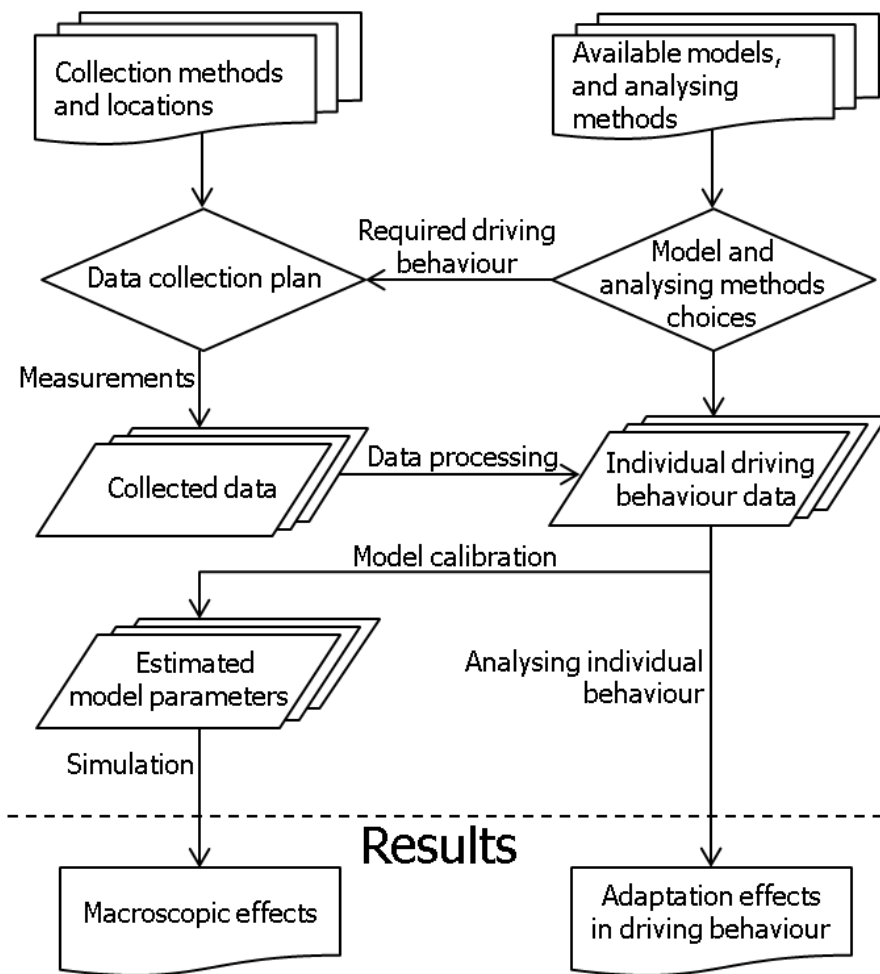 Collection methods
and locations
Available models,
and analysing
methods
Required driving
behaviour
Data collection plan
Model and
analysing methods
choices
Measurements
Collected data
Data processing
Individual driving
behaviour data
Model calibration
Estimated
model parameters
Analysing individual
behaviour
Simulation
Results
Macroscopic effects
Adaptation effects
in driving behaviour